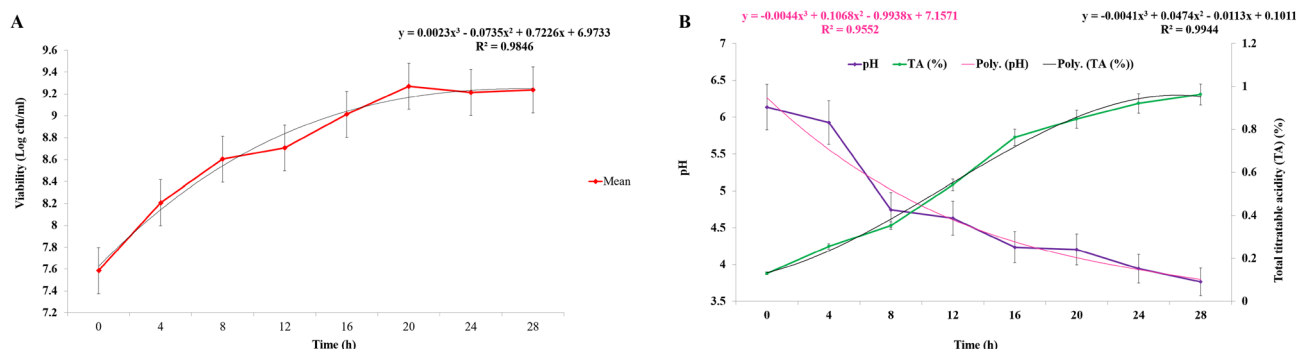 A
y = 0.0023x³ - 0.0735x² + 0.7226x + 6.9733
R² = 0.9846
9.6
9.4
9.2
9
8.8
8.6
8.4
8.2
8
7.8
7.6
7.4
7.2
Viability (Log cfu/ml)
0 4 8 12 16 20 24 28
Time (h)
Mean
B
y = -0.0044x³ + 0.1068x² - 0.9938x + 7.1571
R² = 0.9552
y = -0.0041x³ + 0.0474x² - 0.0113x + 0.1011
R² = 0.9944
pH TA (%) Poly. (pH) Poly. (TA (%))
7
6.5
6
5.5
5
4.5
4
3.5
pH
1.2
1
0.8
0.6
0.4
0.2
0
Total titratable acidity (TA) (%)
0 4 8 12 16 20 24 28
Time (h)